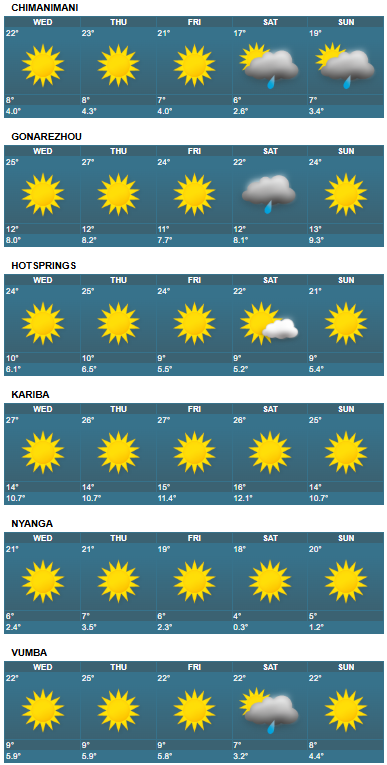 CHIMANIMANI
WED THU FRI SAT SUN
22° 23° 21° 17° 19°
8° 8° 7° 6° 7°
4.0° 4.3° 4.0° 2.6° 3.4°
GONAREZHOU
WED THU FRI SAT SUN
25° 27° 24° 22° 24°
12° 12° 11° 12° 13°
8.0° 8.2° 7.7° 8.1° 9.3°
HOTSPRINGS
WED THU FRI SAT SUN
24° 25° 24° 22° 21°
10° 10° 9° 9° 9°
6.1° 6.5° 5.5° 5.2° 5.4°
KARIBA
WED THU FRI SAT SUN
27° 26° 27° 26° 25°
14° 14° 15° 16° 14°
10.7° 10.7° 11.4° 12.1° 10.7°
NYANGA
WED THU FRI SAT SUN
21° 21° 19° 18° 20°
6° 7° 6° 4° 5°
2.4° 3.5° 2.3° 0.3° 1.2°
VUMBA
WED THU FRI SAT SUN
22° 25° 22° 22° 22°
9° 9° 9° 7° 8°
5.9° 5.9° 5.8° 3.2° 4.4°